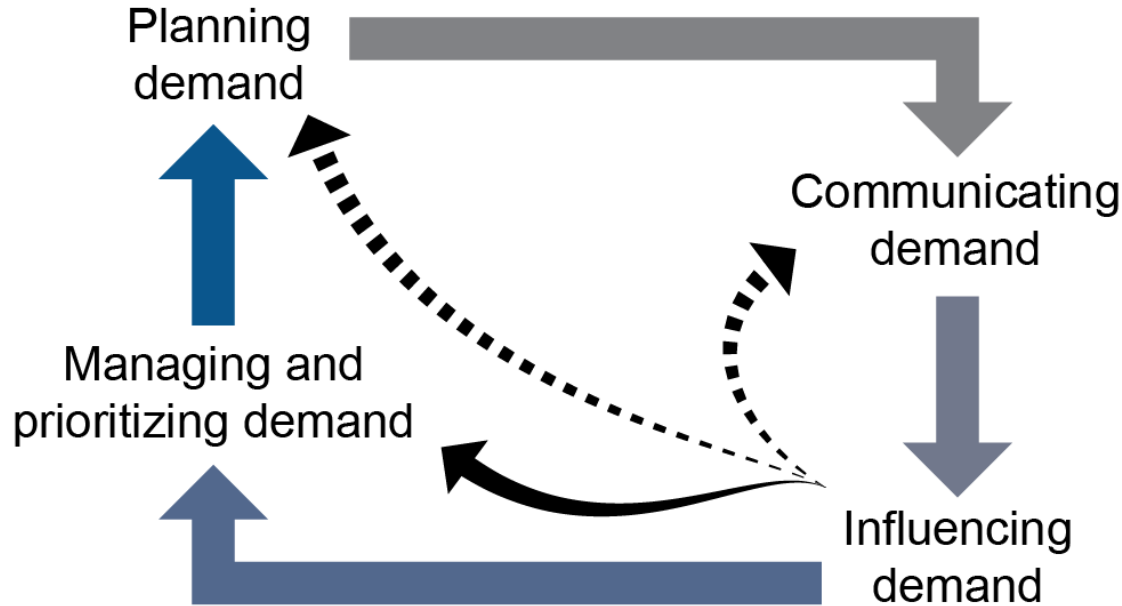 Planning
demand
Communicating
demand
Managing and
prioritizing demand
Influencing
demand